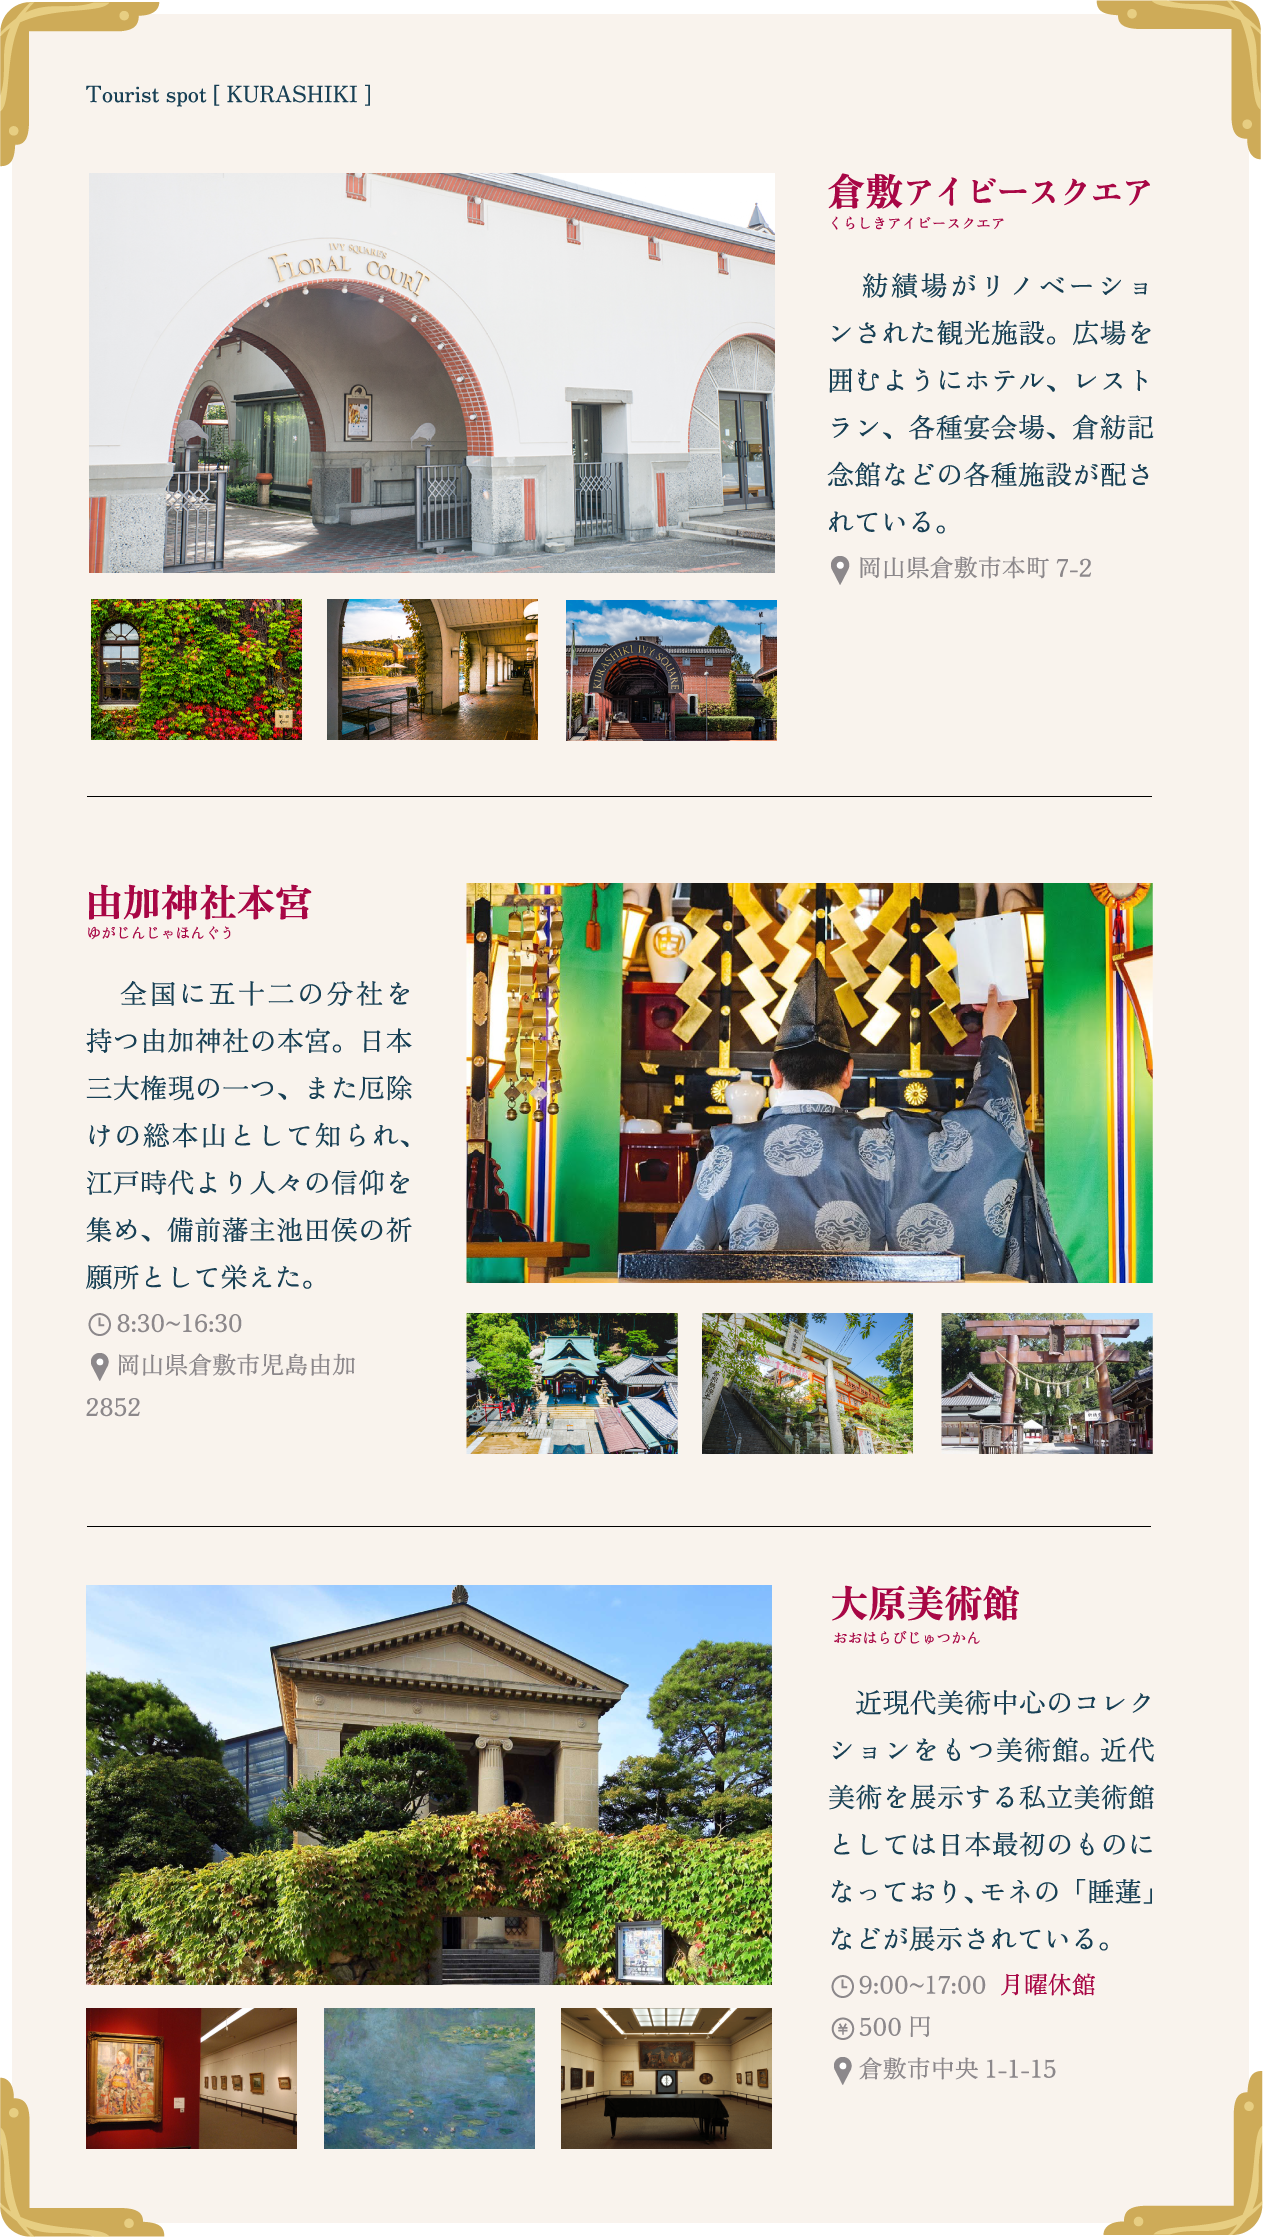 Tourist spot [ KURASHIKI ]
IVY SQUARE'S
FLORAL COURT
倉敷アイビースクエア
くらしきアイビースクエア
紡績場がリノベーショ
ンされた観光施設。広場を
囲むようにホテル、レスト
ラン、各種宴会場、倉紡記
念館などの各種施設が配さ
れている。
岡山県倉敷市本町 7-2
KURASHIKI IVY SQUARE
由加神社本宮
ゆがじんじゃほんぐう
全国に五十二の分社を
持つ由加神社の本宮。日本
三大権現の一つ、また厄除
けの総本山として知られ、
江戸時代より人々の信仰を
集め、備前藩主池田侯の祈
願所として栄えた。
8:30~16:30
岡山県倉敷市児島由加
2852
大原美術館
おおはらびじゅつかん
近現代美術中心のコレク
ションをもつ美術館。近代
美術を展示する私立美術館
としては日本最初のものに
なっており、モネの「睡蓮」
などが展示されている。
9:00~17:00 月曜休館
500 円
倉敷市中央 1-1-15